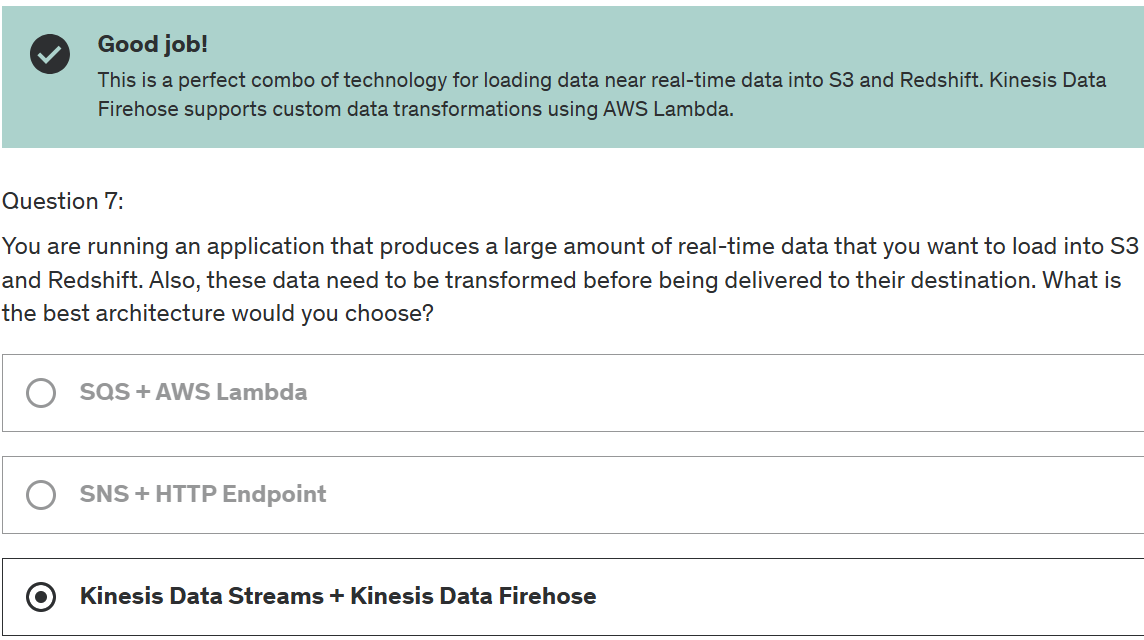 Good job!
This is a perfect combo of technology for loading data near real-time data into S3 and Redshift. Kinesis Data
Firehose supports custom data transformations using AWS Lambda.
Question 7:
You are running an application that produces a large amount of real-time data that you want to load into S3
and Redshift. Also, these data need to be transformed before being delivered to their destination. What is
the best architecture would you choose?
SQS + AWS Lambda
SNS + HTTP Endpoint
Kinesis Data Streams + Kinesis Data Firehose